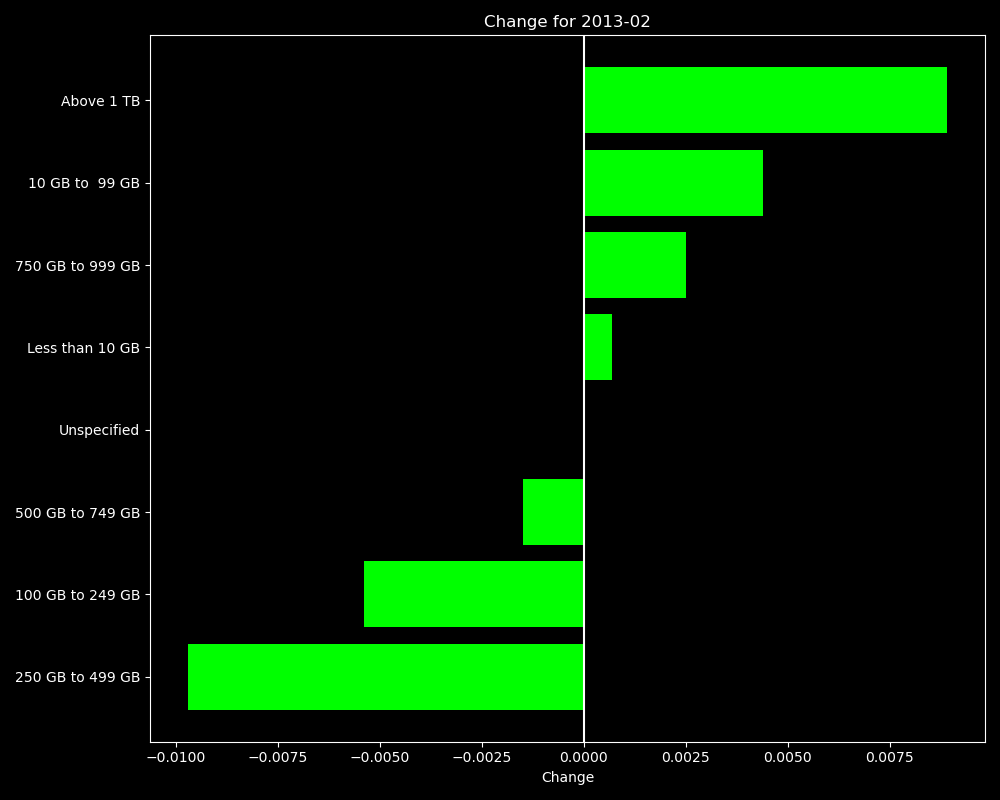 Change for 2013-02
Above 1 TB
10 GB to  99 GB
750 GB to 999 GB
Less than 10 GB
Unspecified
500 GB to 749 GB
100 GB to 249 GB
250 GB to 499 GB
−0.0100 −0.0075 −0.0050 −0.0025 0.0000 0.0025 0.0050 0.0075
Change